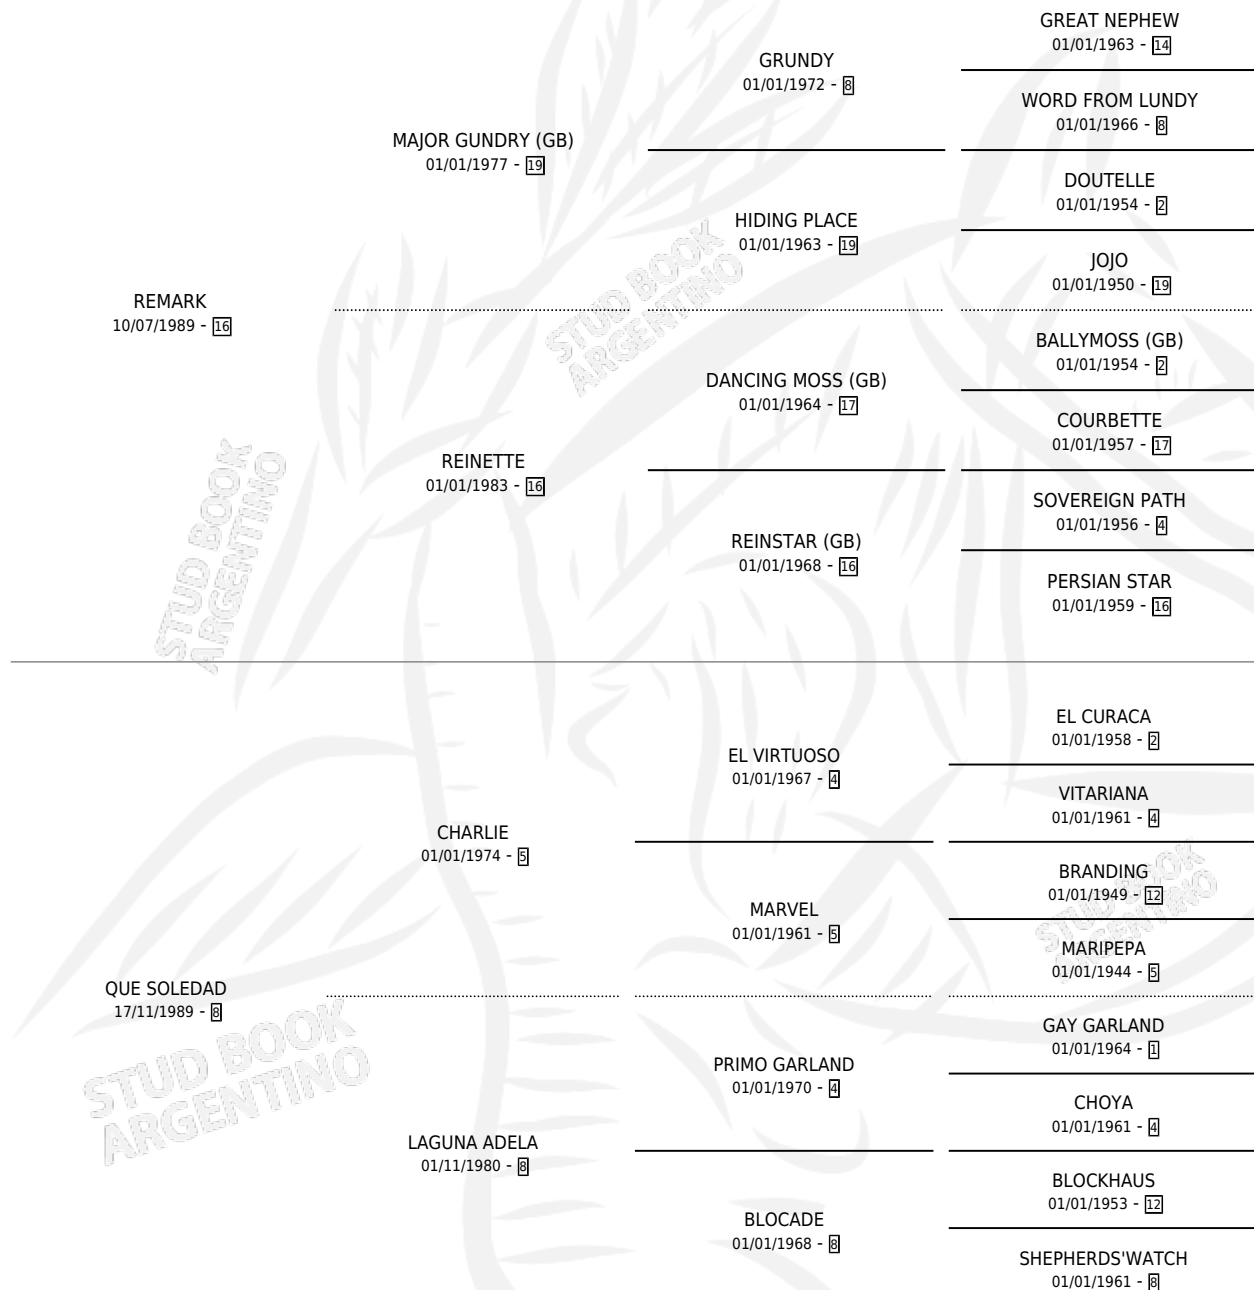 GREAT NEPHEW
01/01/1963 - 14
GRUNDY
01/01/1972 - 8
WORD FROM LUNDY
01/01/1966 - 8
MAJOR GUNDRY (GB)
01/01/1977 - 19
DOUTELLE
01/01/1954 - 2
HIDING PLACE
01/01/1963 - 19
JOJO
01/01/1950 - 19
REMARK
10/07/1989 - 16
STUD BOOK
ARGENTINO
BALLYMOSS (GB)
01/01/1954 - 2
DANCING MOSS (GB)
01/01/1964 - 17
COURBETTE
01/01/1957 - 17
REINETTE
01/01/1983 - 16
SOVEREIGN PATH
01/01/1956 - 4
REINSTAR (GB)
01/01/1968 - 16
PERSIAN STAR
01/01/1959 - 16
STUD BOOK
ARGENTINO
EL CURACA
01/01/1958 - 2
EL VIRTUOSO
01/01/1967 - 4
VITARIANA
01/01/1961 - 4
CHARLIE
01/01/1974 - 5
BRANDING
01/01/1949 - 12
MARVEL
01/01/1961 - 5
MARIPEPA
01/01/1944 - 5
STUD BOOK
ARGENTINO
QUE SOLEDAD
17/11/1989 - 8
GAY GARLAND
01/01/1964 - 1
PRIMO GARLAND
01/01/1970 - 4
CHOYA
01/01/1961 - 4
STUD BOOK
ARGENTINO
LAGUNA ADELA
01/11/1980 - 8
BLOCKHAUS
01/01/1953 - 12
BLOCADE
01/01/1968 - 8
SHEPHERDS'WATCH
01/01/1961 - 8